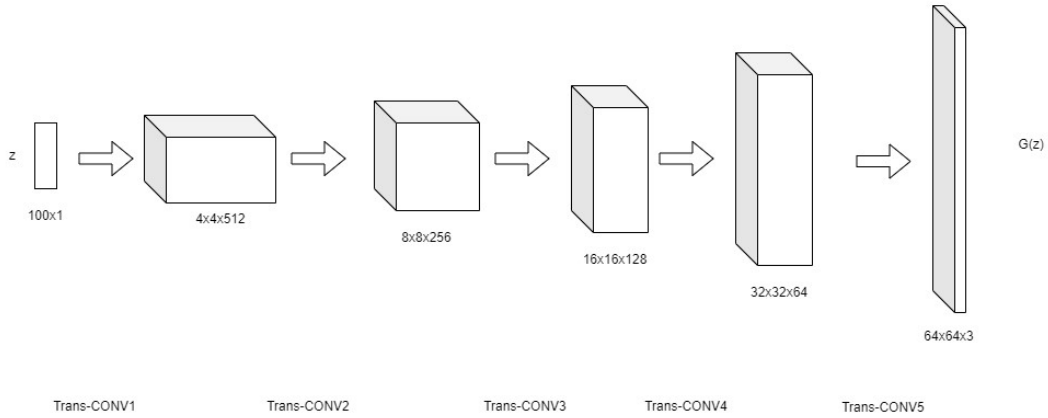 z
100x1
4x4x512
8x8x256
16x16x128
32x32x64
64x64x3
G(z)
Trans-CONV1
Trans-CONV2
Trans-CONV3
Trans-CONV4
Trans-CONV5